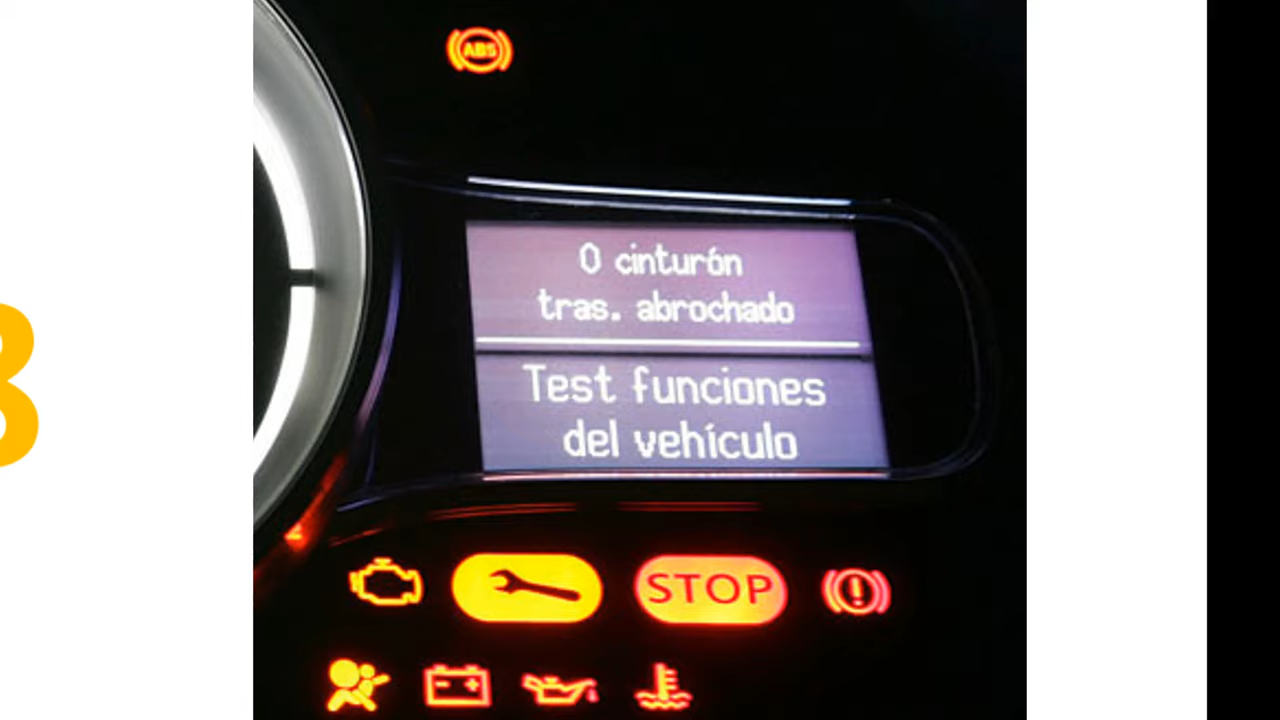 ABS
0 cinturón
tras. abrochado
Test funciones
del vehículo
STOP